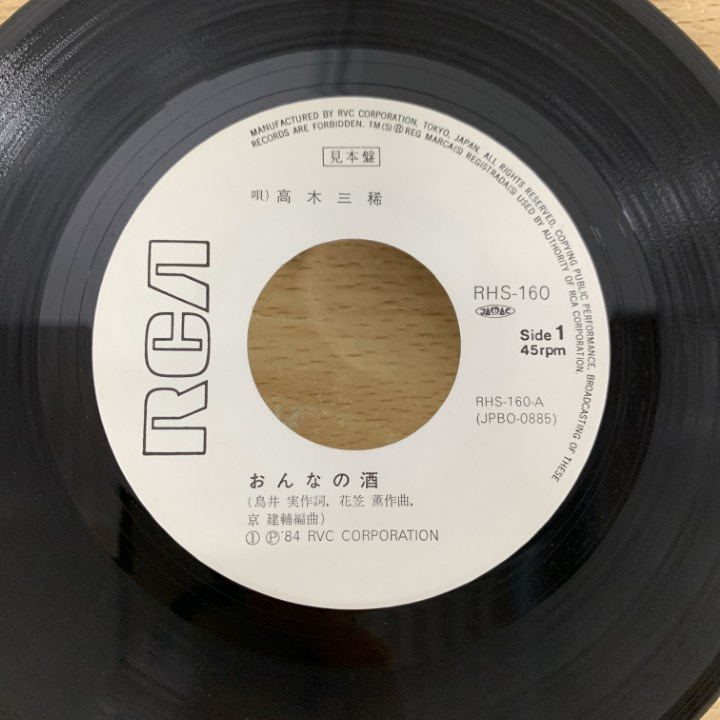 MANUFACTURED BY RVC CORPORATION, TOKYO, JAPAN. ALL RIGHTS RESERVED. COPYING PUBLIC PERFORMANCE, BROADCASTING OF THESE
RECORDS ARE FORBIDDEN. TM(S)®REG MARCA(S) REGISTRADA(S) USED BY AUTHORITY OF RCA CORPORATION.
見本盤
唄) 高木三稀
RCA
RHS-160
JASRAC
Side 1
45rpm
RHS-160-A
(JPBO-0885)
おんなの酒
(鳥井 実作詞, 花笠 薫作曲,
京 建輔編曲)
① Ⓟ'84 RVC CORPORATION